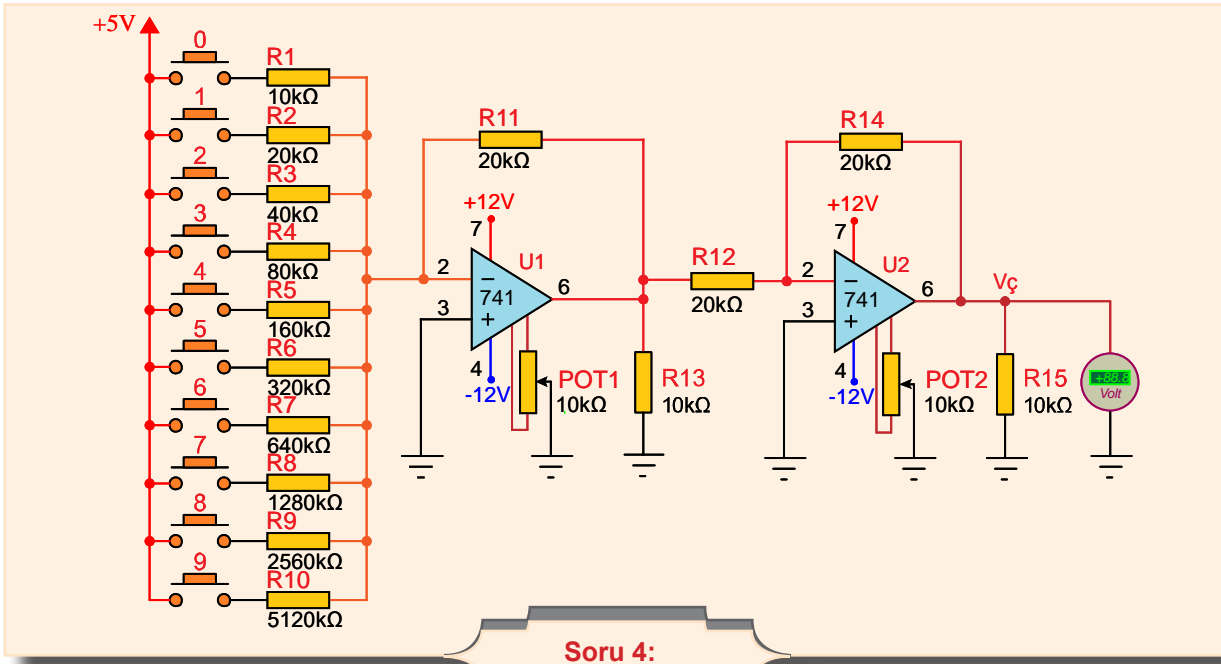 +5V
0
R1
10kΩ
1
R2
20kΩ
2
R3
40kΩ
3
R4
80kΩ
4
R5
160kΩ
5
R6
320kΩ
6
R7
640kΩ
7
R8
1280kΩ
8
R9
2560kΩ
9
R10
5120kΩ
R11
20kΩ
+12V
7
2
U1
−
741
6
3
+
4
-12V
POT1
10kΩ
R13
10kΩ
R12
20kΩ
R14
20kΩ
+12V
7
2
U2
−
741
6
3
+
4
-12V
POT2
10kΩ
Vç
R15
10kΩ
+88.8
Volt
Soru 4: